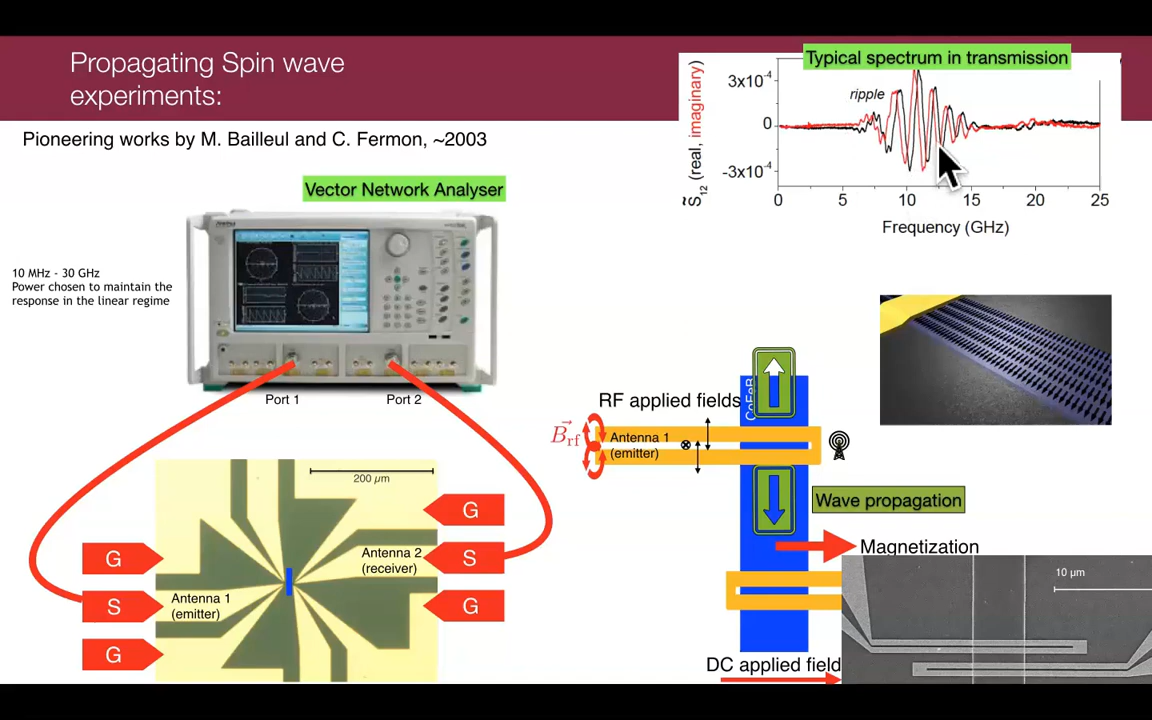 Propagating Spin wave
experiments:
Pioneering works by M. Bailleul and C. Fermon, ~2003
Vector Network Analyser
10 MHz - 30 GHz
Power chosen to maintain the
response in the linear regime
Port 1
Port 2
200 µm
G
S
G
Antenna 1
(emitter)
Antenna 2
(receiver)
G
S
G
Typical spectrum in transmission
S̃12 (real, imaginary)
3x10-4
0
-3x10-4
ripple
0 5 10 15 20 25
Frequency (GHz)
RF applied fields
CoFeB
B⃗rf
Antenna 1
(emitter)
Wave propagation
Magnetization
10 µm
DC applied field